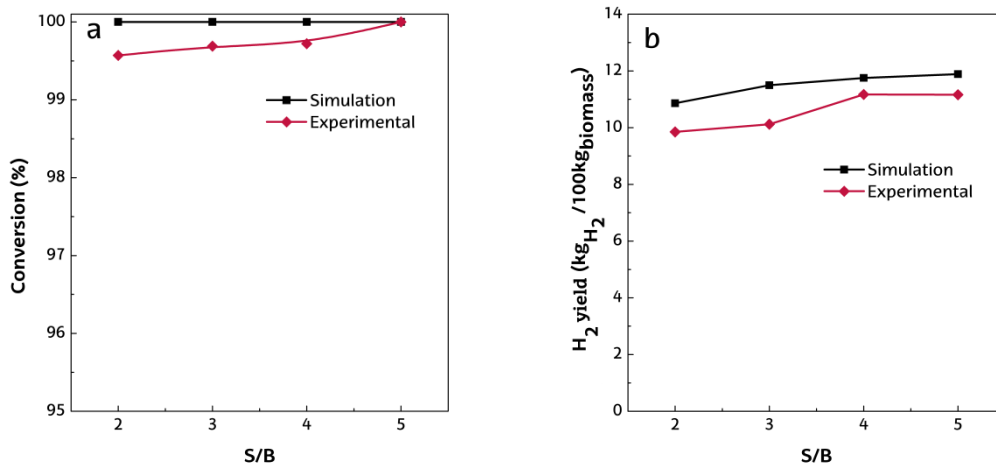 a
100
99
98
97
96
95
Conversion (%)
Simulation
Experimental
2 3 4 5
S/B
b
14
12
10
8
6
4
2
0
H2 yield (kgH2/100kgbiomass)
Simulation
Experimental
2 3 4 5
S/B